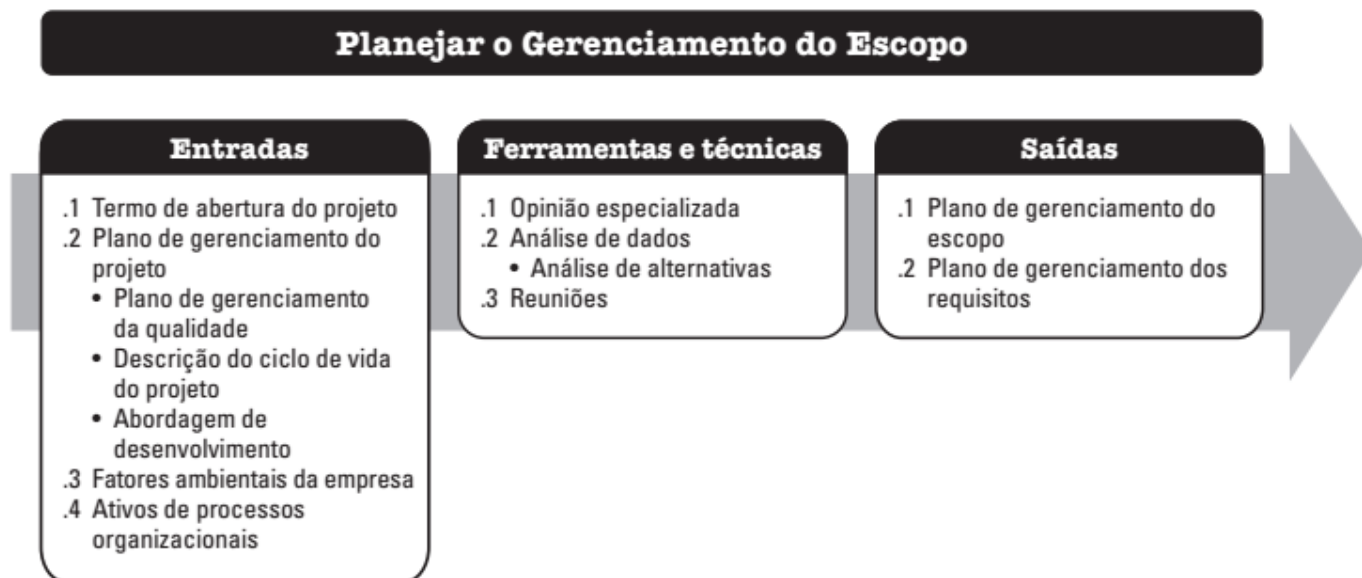 Planejar o Gerenciamento do Escopo
Entradas
.1 Termo de abertura do projeto
.2 Plano de gerenciamento do
projeto
• Plano de gerenciamento
da qualidade
• Descrição do ciclo de vida
do projeto
• Abordagem de
desenvolvimento
.3 Fatores ambientais da empresa
.4 Ativos de processos
organizacionais
Ferramentas e técnicas
.1 Opinião especializada
.2 Análise de dados
• Análise de alternativas
.3 Reuniões
Saídas
.1 Plano de gerenciamento do
escopo
.2 Plano de gerenciamento dos
requisitos